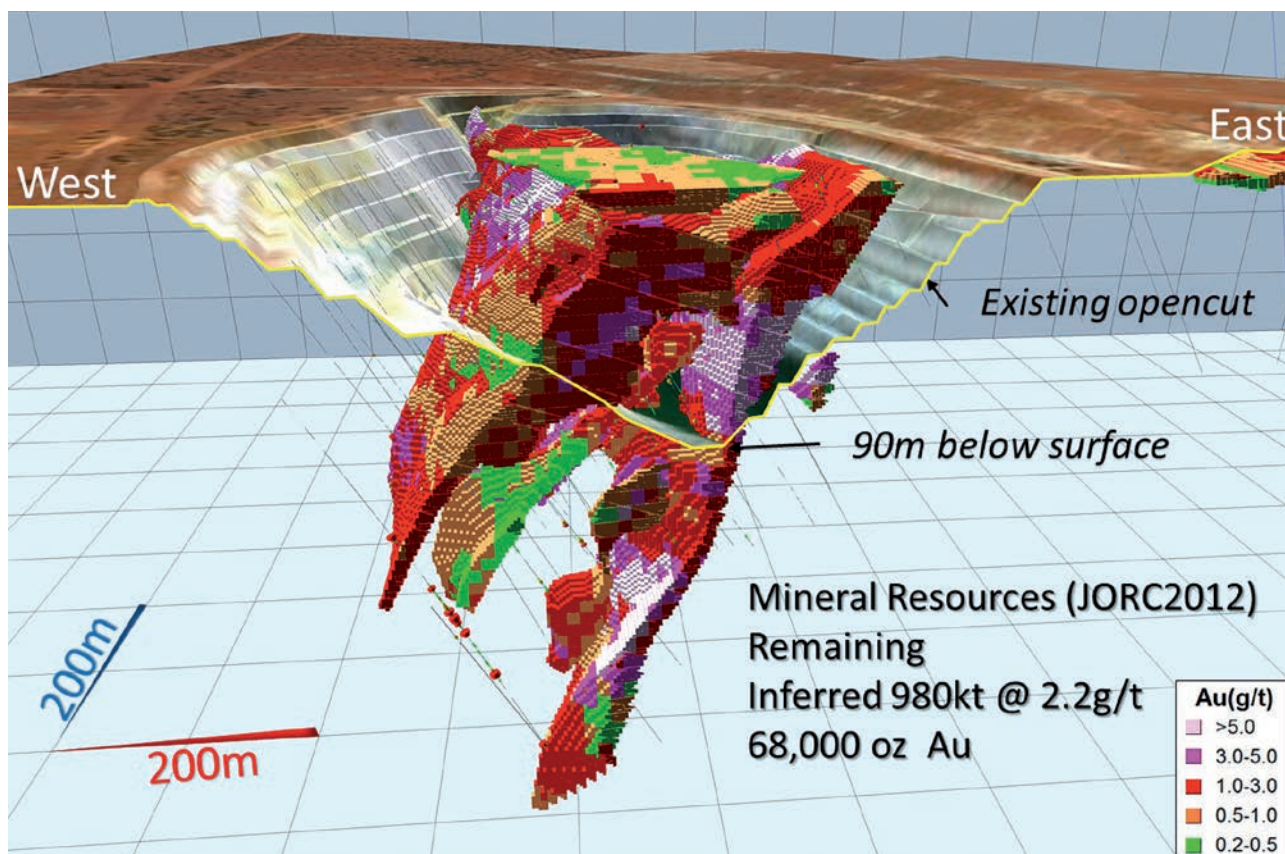 West
East
Existing opencut
90m below surface
200m
200m
Mineral Resources (JORC2012)
Remaining
Inferred 980kt @ 2.2g/t
68,000 oz Au
Au(g/t)
>5.0
3.0-5.0
1.0-3.0
0.5-1.0
0.2-0.5